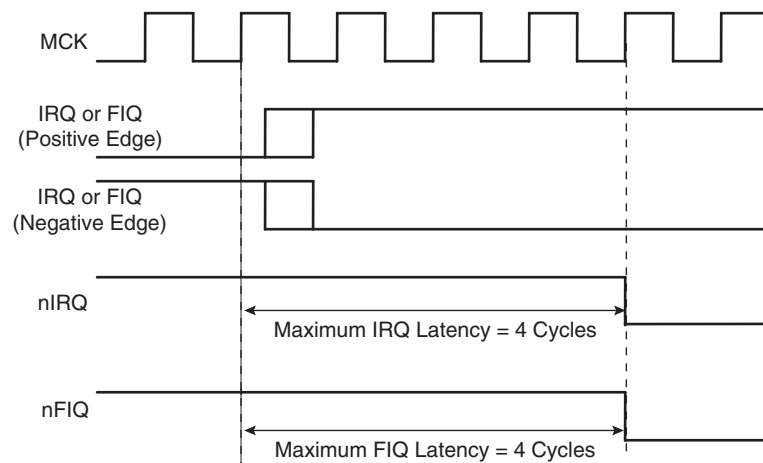 MCK
IRQ or FIQ
(Positive Edge)
IRQ or FIQ
(Negative Edge)
nIRQ
Maximum IRQ Latency = 4 Cycles
nFIQ
Maximum FIQ Latency = 4 Cycles